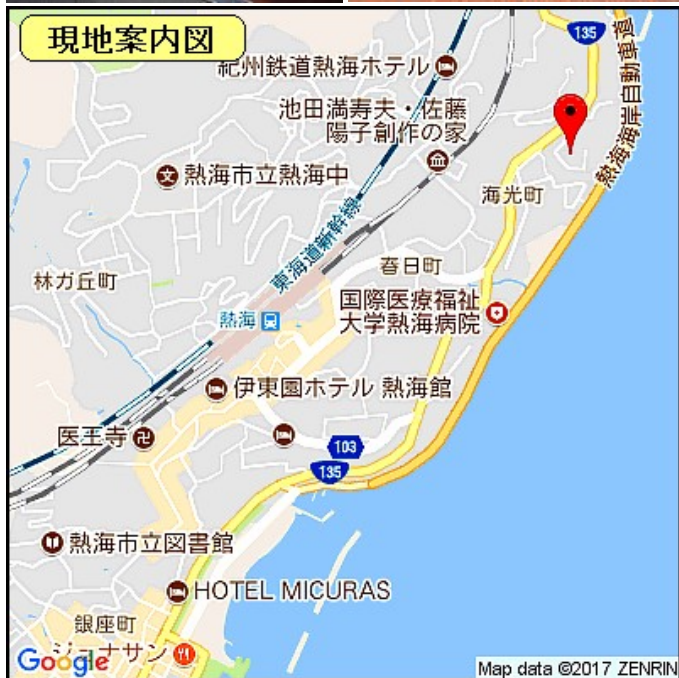 現地案内図
135
紀州鉄道熱海ホテル
池田満寿夫・佐藤
陽子創作の家
熱海海岸自動車道
熱海市立熱海中
海光町
東海道新幹線
林ガ丘町
春日町
熱海
国際医療福祉
大学熱海病院
伊東園ホテル 熱海館
医王寺
103
135
熱海市立図書館
HOTEL MICURAS
銀座町
ジョナサン
Google
Map data ©2017 ZENRIN